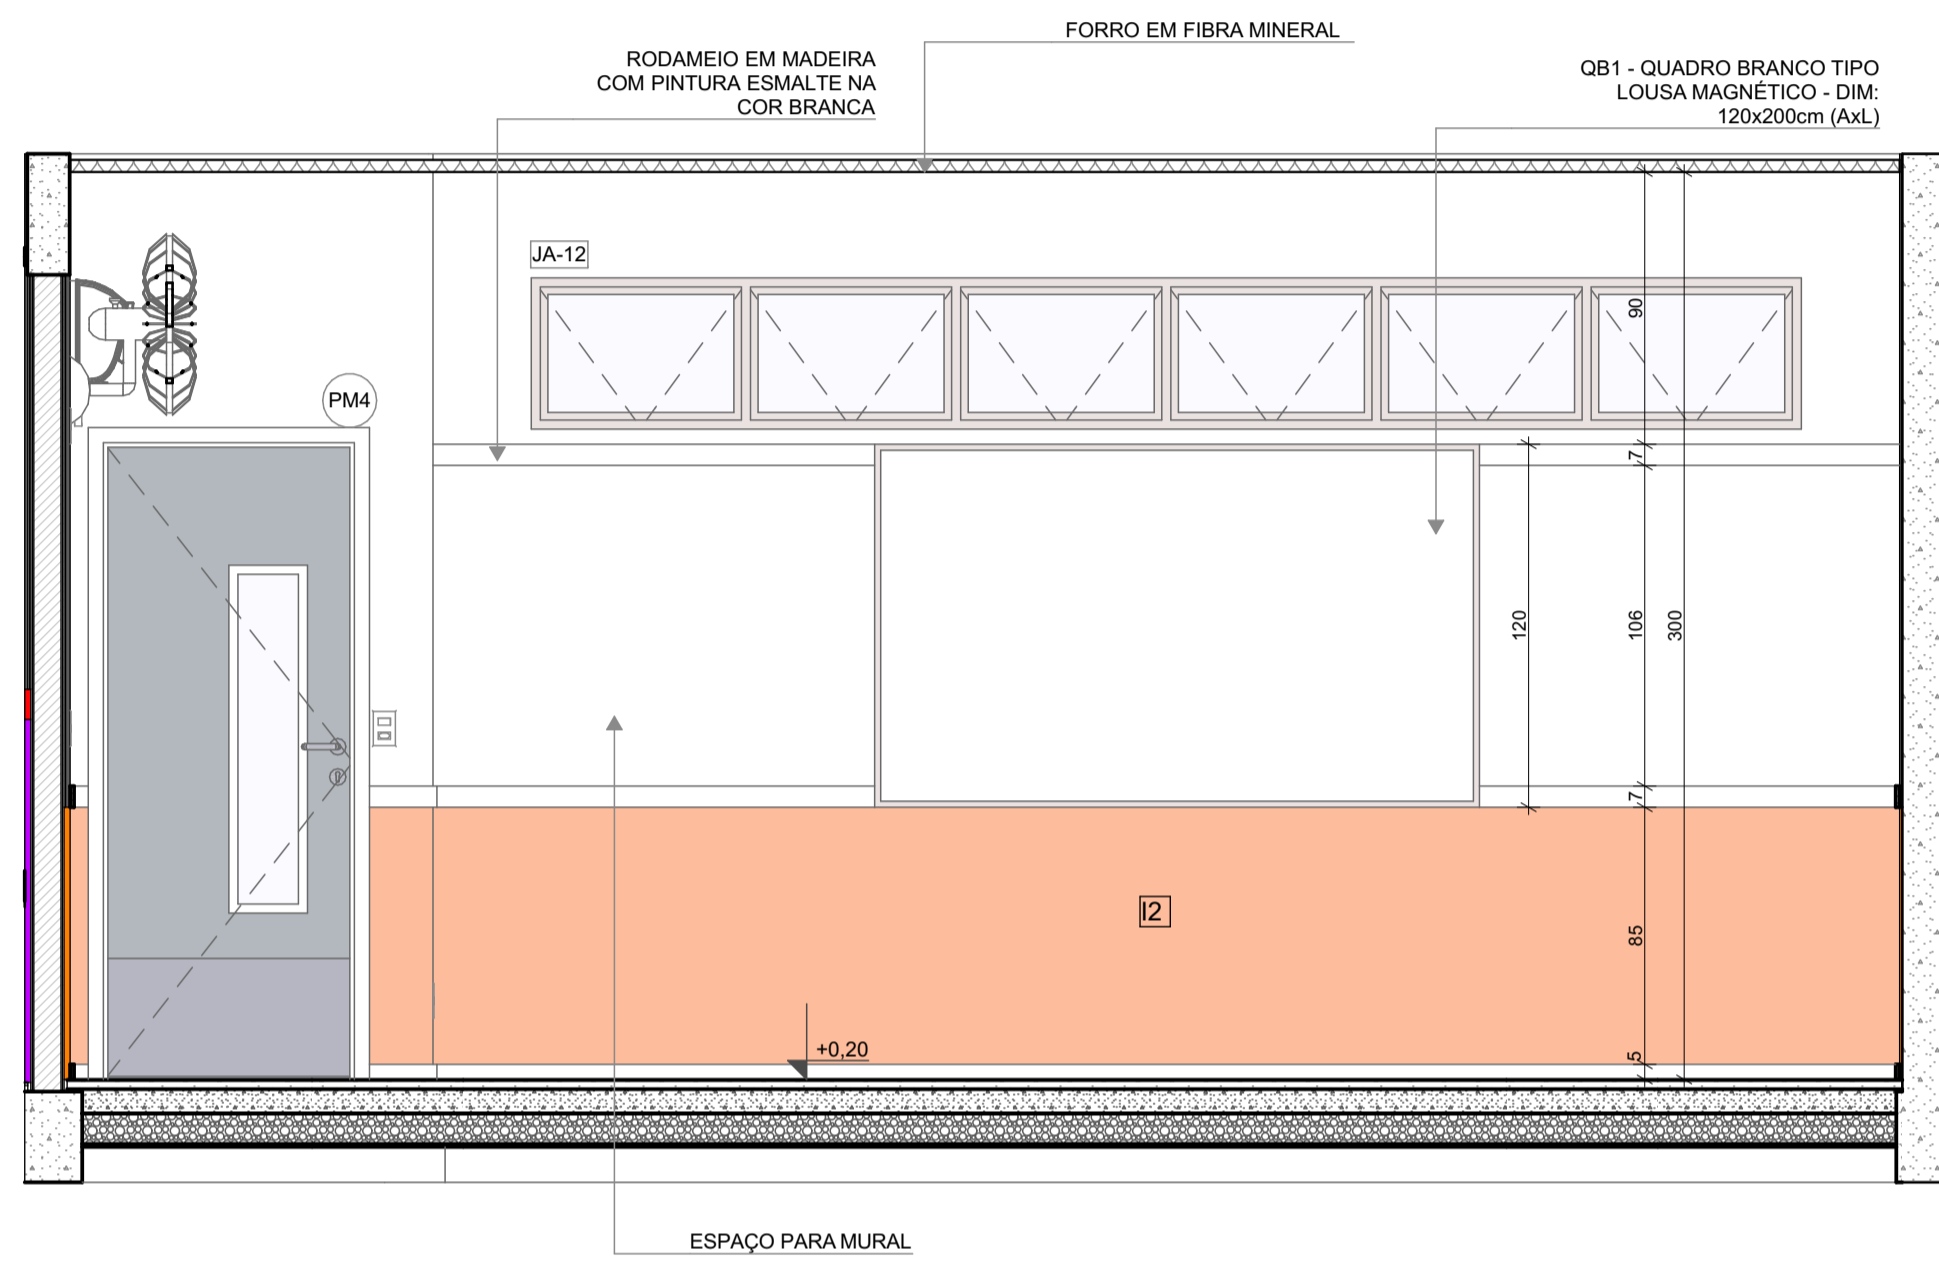 FORRO EM FIBRA MINERAL
RODAMEIO EM MADEIRA
COM PINTURA ESMALTE NA
COR BRANCA
QB1 - QUADRO BRANCO TIPO
LOUSA MAGNÉTICO - DIM:
120x200cm (AxL)
JA-12
90
PM4
7
120
106
300
7
I2
85
+0,20
5
ESPAÇO PARA MURAL